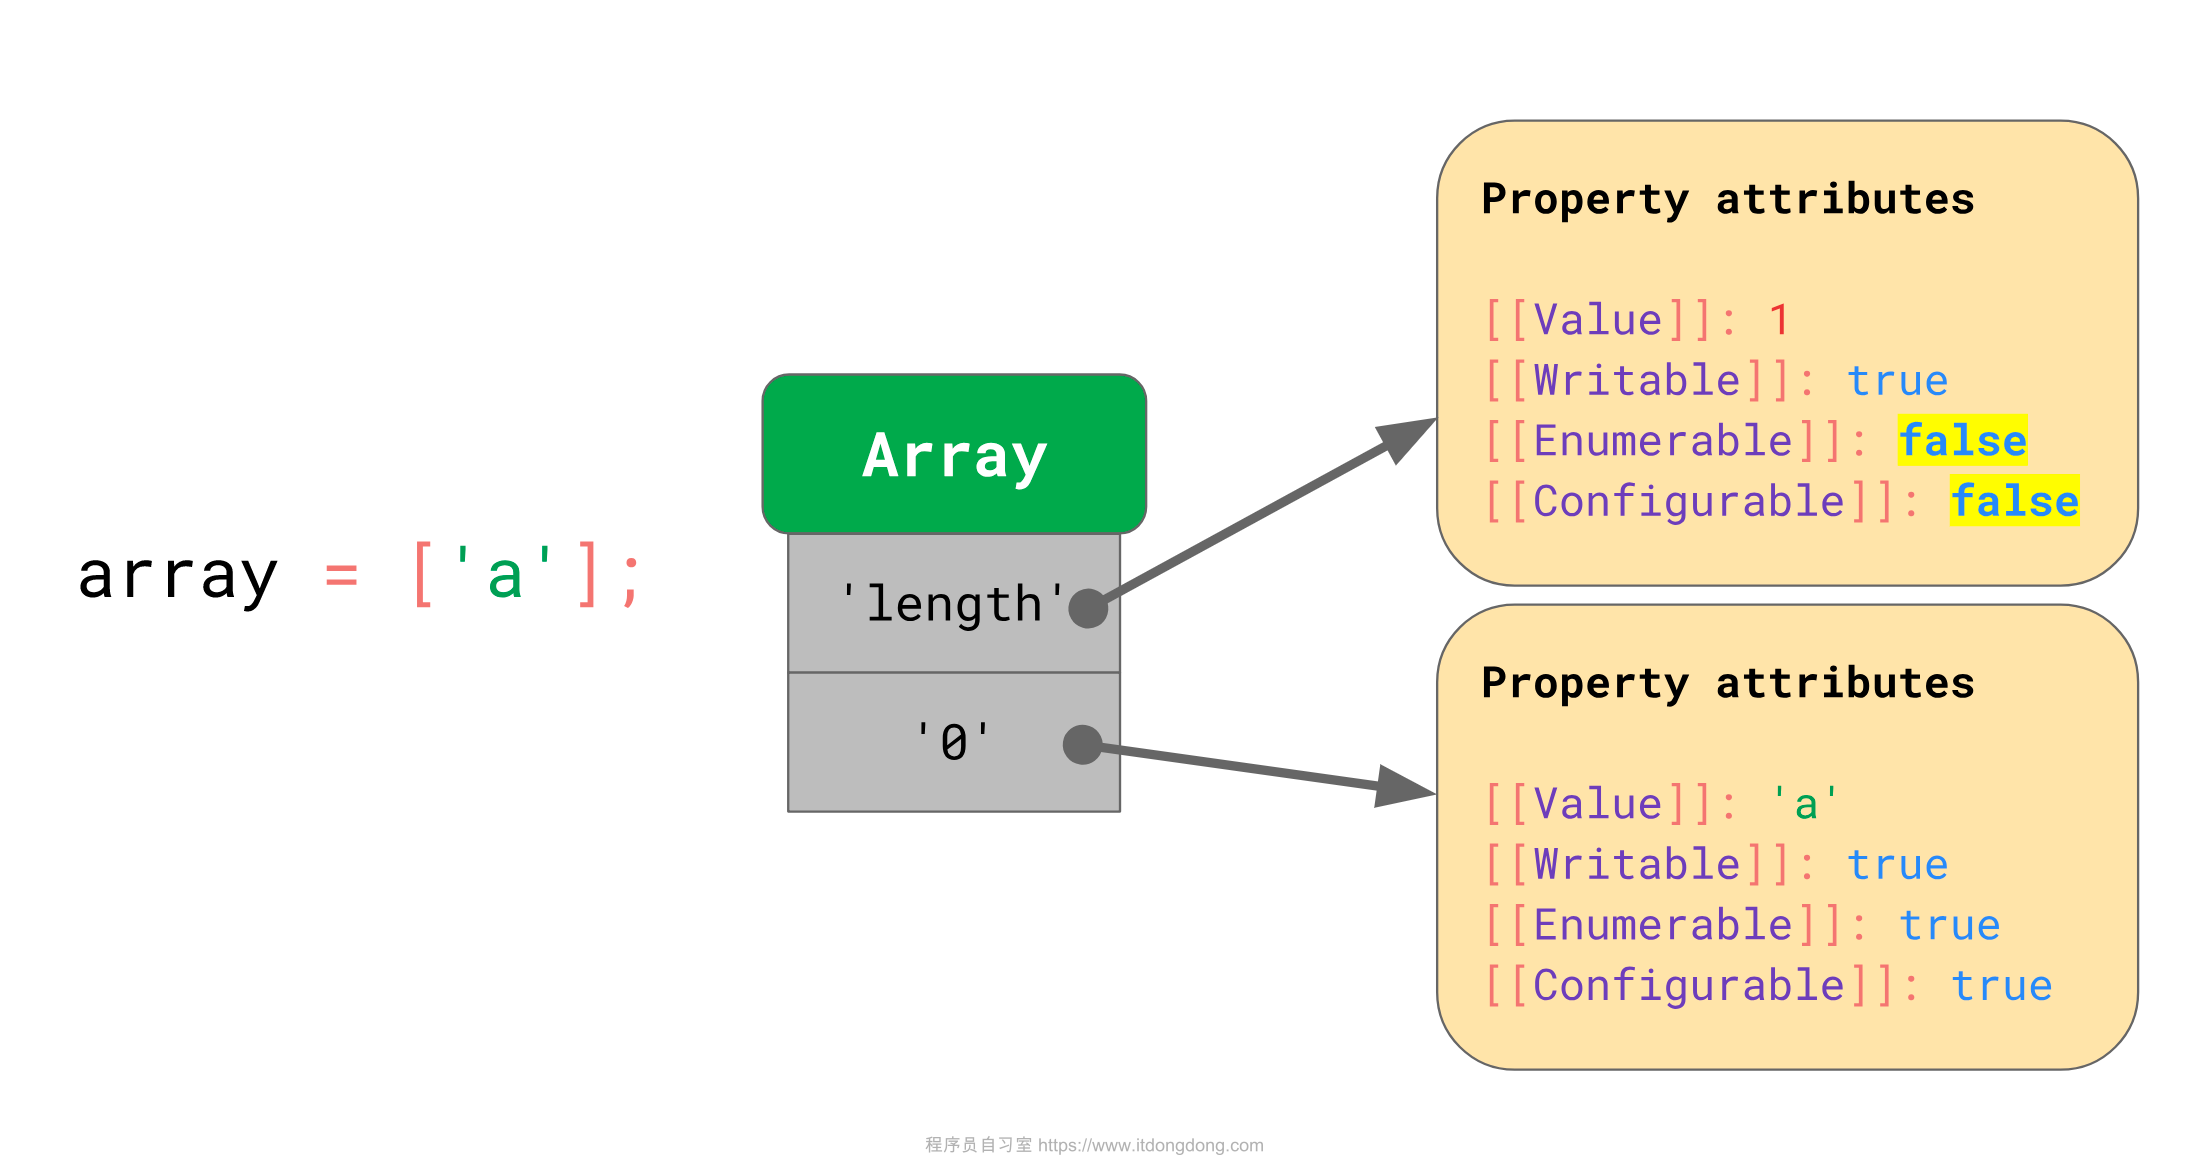 array = ['a'];
Array
'length'
'0'
Property attributes
[[Value]]: 1
[[Writable]]: true
[[Enumerable]]: false
[[Configurable]]: false
Property attributes
[[Value]]: 'a'
[[Writable]]: true
[[Enumerable]]: true
[[Configurable]]: true
程序员自习室 https://www.itdongdong.com